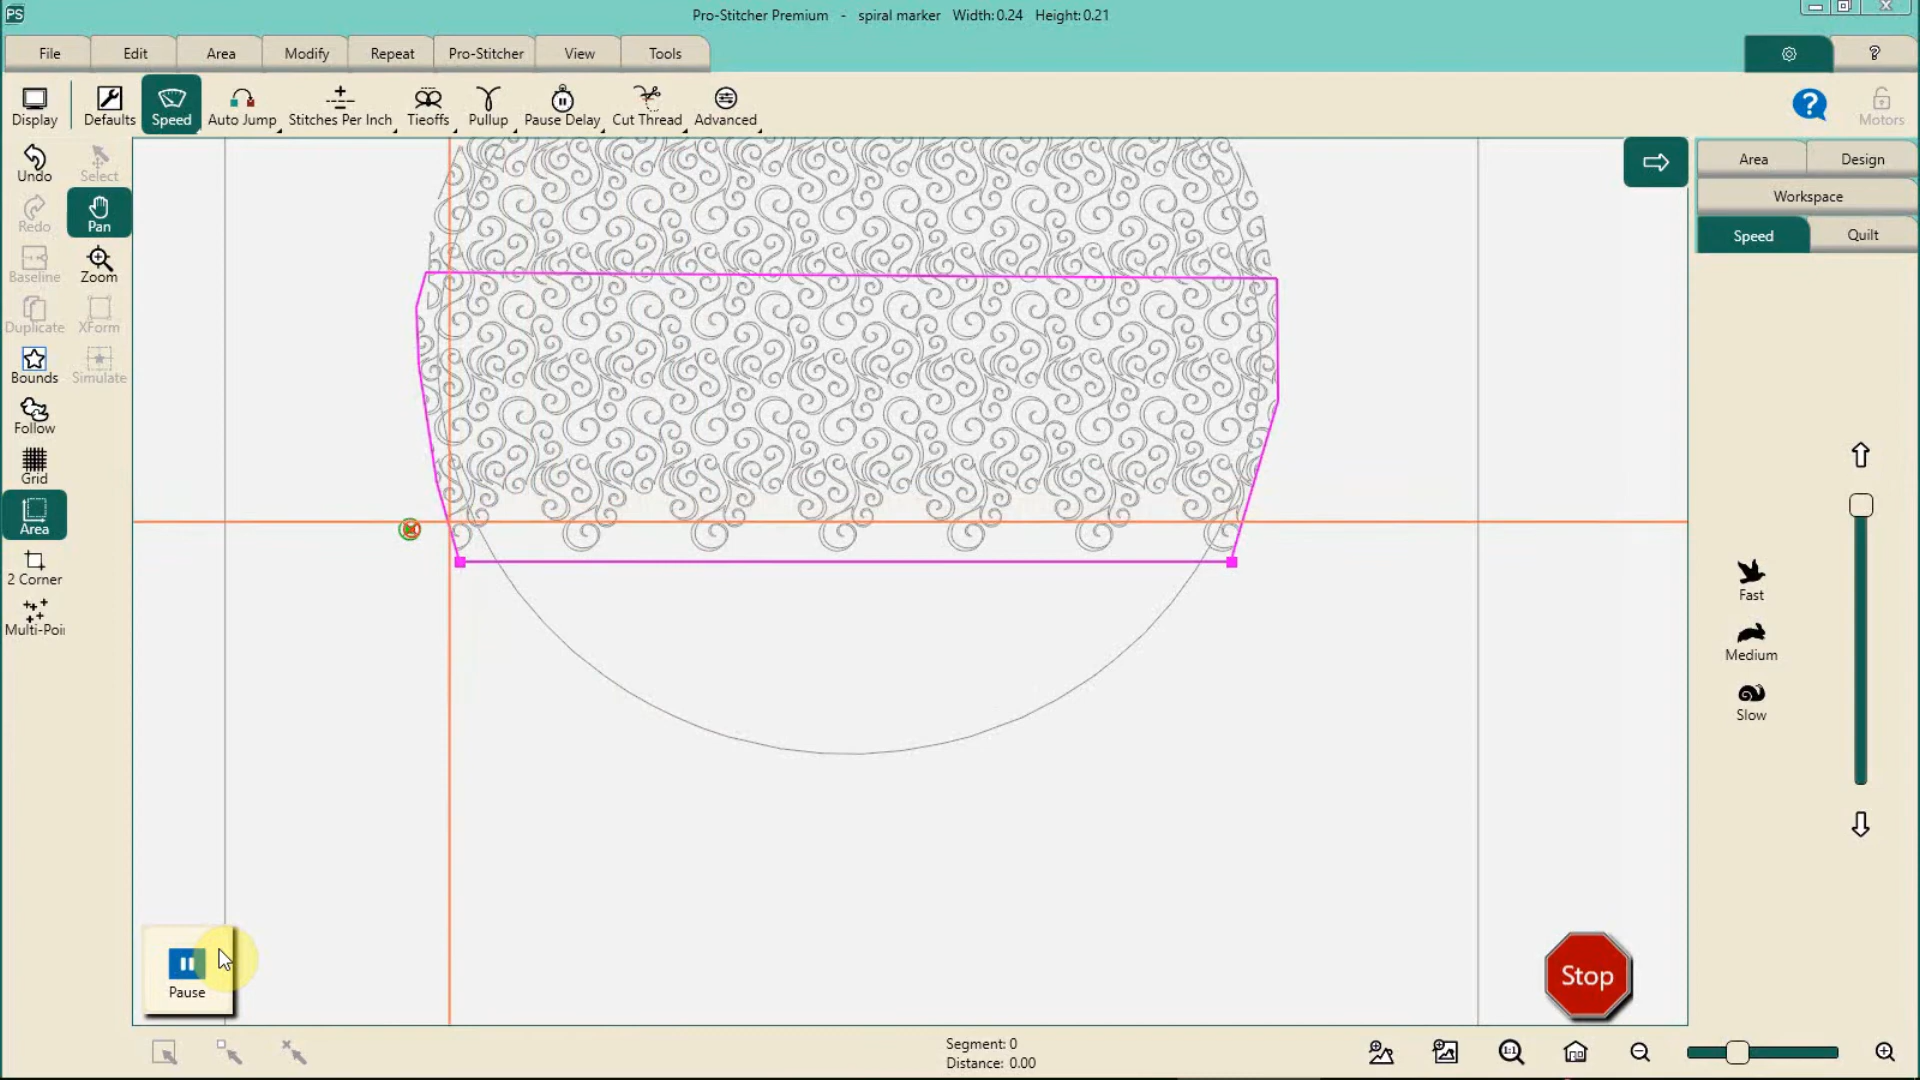 PS
Pro-Stitcher Premium - spiral marker Width:0.24 Height:0.21
File Edit Area Modify Repeat Pro-Stitcher View Tools ?
Display Defaults Speed Auto Jump Stitches Per Inch Tieoffs Pullup Pause Delay Cut Thread Advanced ? Motors
Undo Select
Redo Pan
Baseline Zoom
Duplicate XForm
Bounds Simulate
Follow
Grid
Area
2 Corner
Multi-Poi
Area Design
Workspace
Speed Quilt
Fast
Medium
Slow
Pause
Stop
Segment: 0
Distance: 0.00
1:1